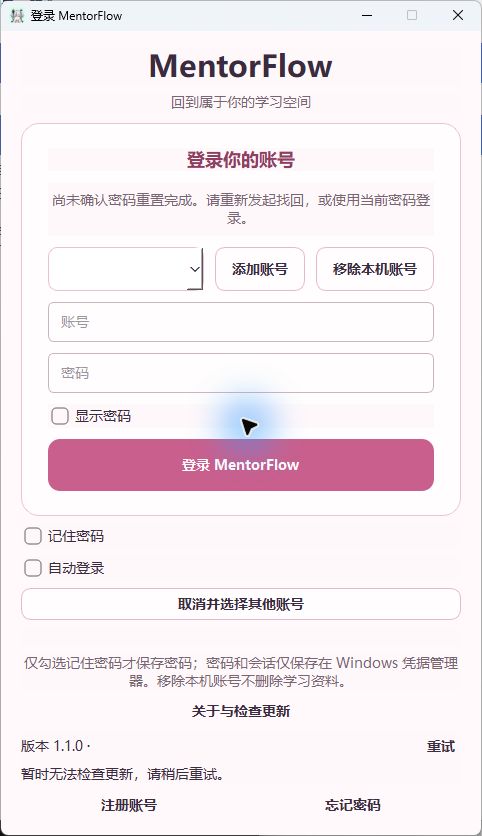 登录 MentorFlow
MentorFlow
回到属于你的学习空间
登录你的账号
尚未确认密码重置完成。请重新发起找回，或使用当前密码登
录。
添加账号 移除本机账号
账号
密码
显示密码
登录 MentorFlow
记住密码
自动登录
取消并选择其他账号
仅勾选记住密码才保存密码；密码和会话仅保存在 Windows 凭据管理
器。移除本机账号不删除学习资料。
关于与检查更新
版本 1.1.0 · 重试
暂时无法检查更新，请稍后重试。
注册账号 忘记密码